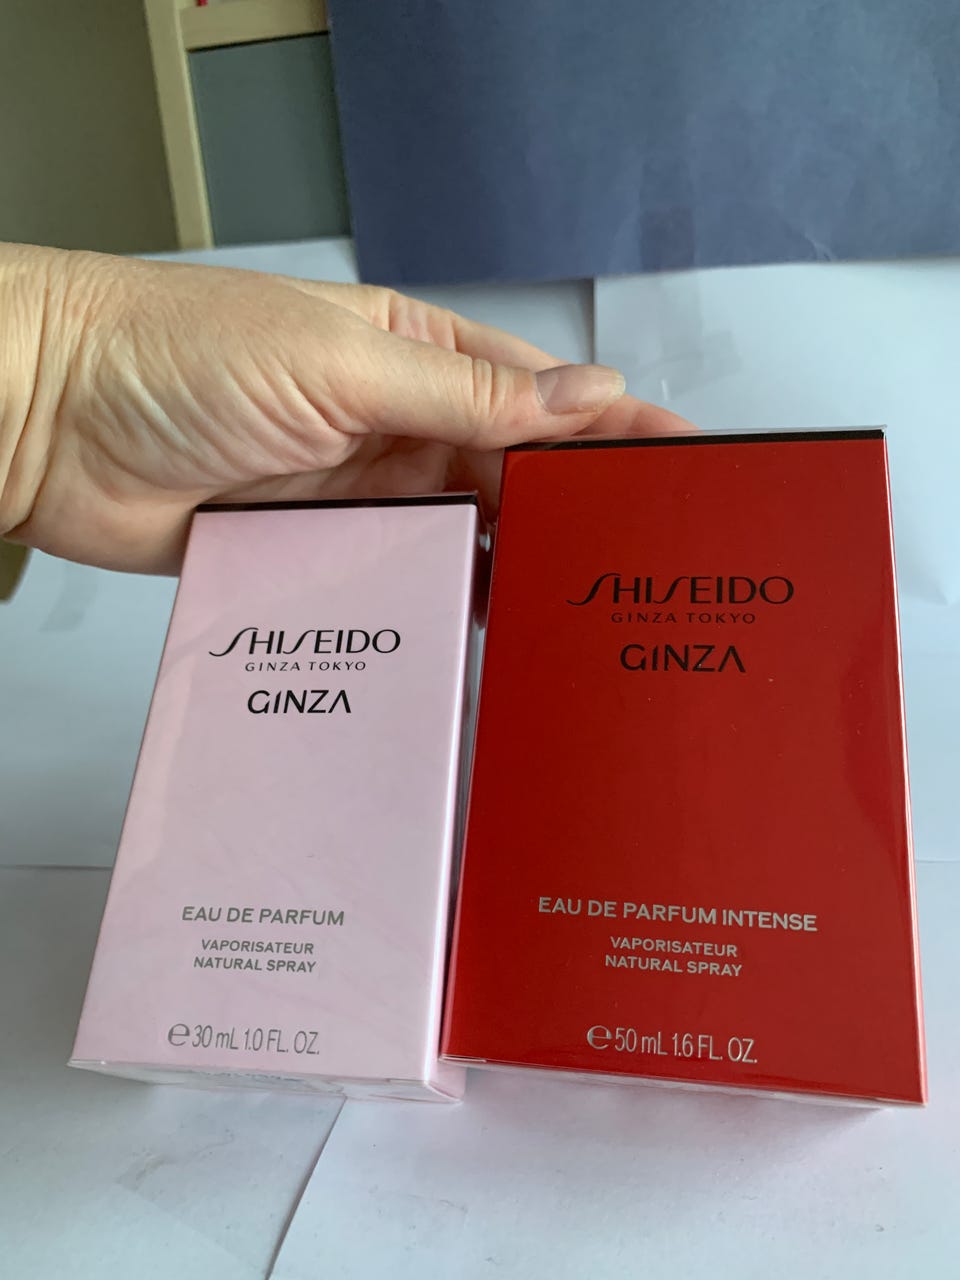 SHISEIDO
GINZA TOKYO
GINZA
EAU DE PARFUM
VAPORISATEUR
NATURAL SPRAY
℮30 mL 1.0 FL. OZ.
SHISEIDO
GINZA TOKYO
GINZA
EAU DE PARFUM INTENSE
VAPORISATEUR
NATURAL SPRAY
℮50 mL 1.6 FL. OZ.